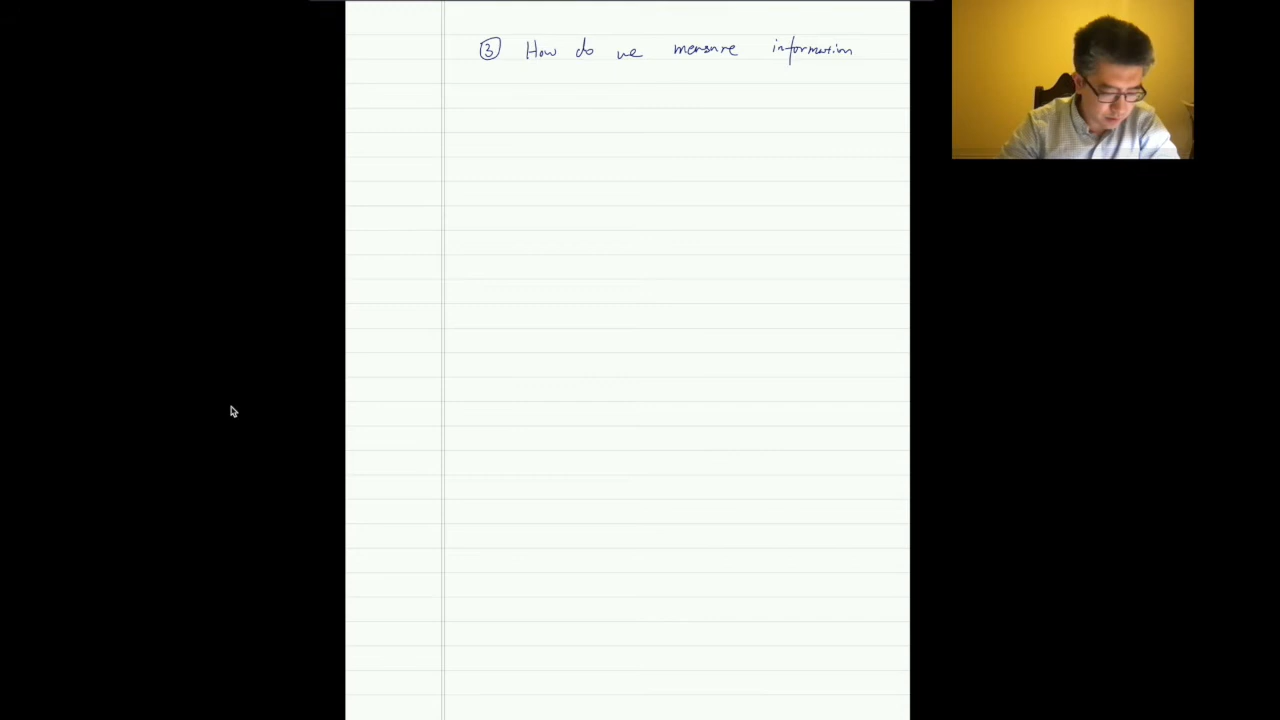 ③ How do we measure information